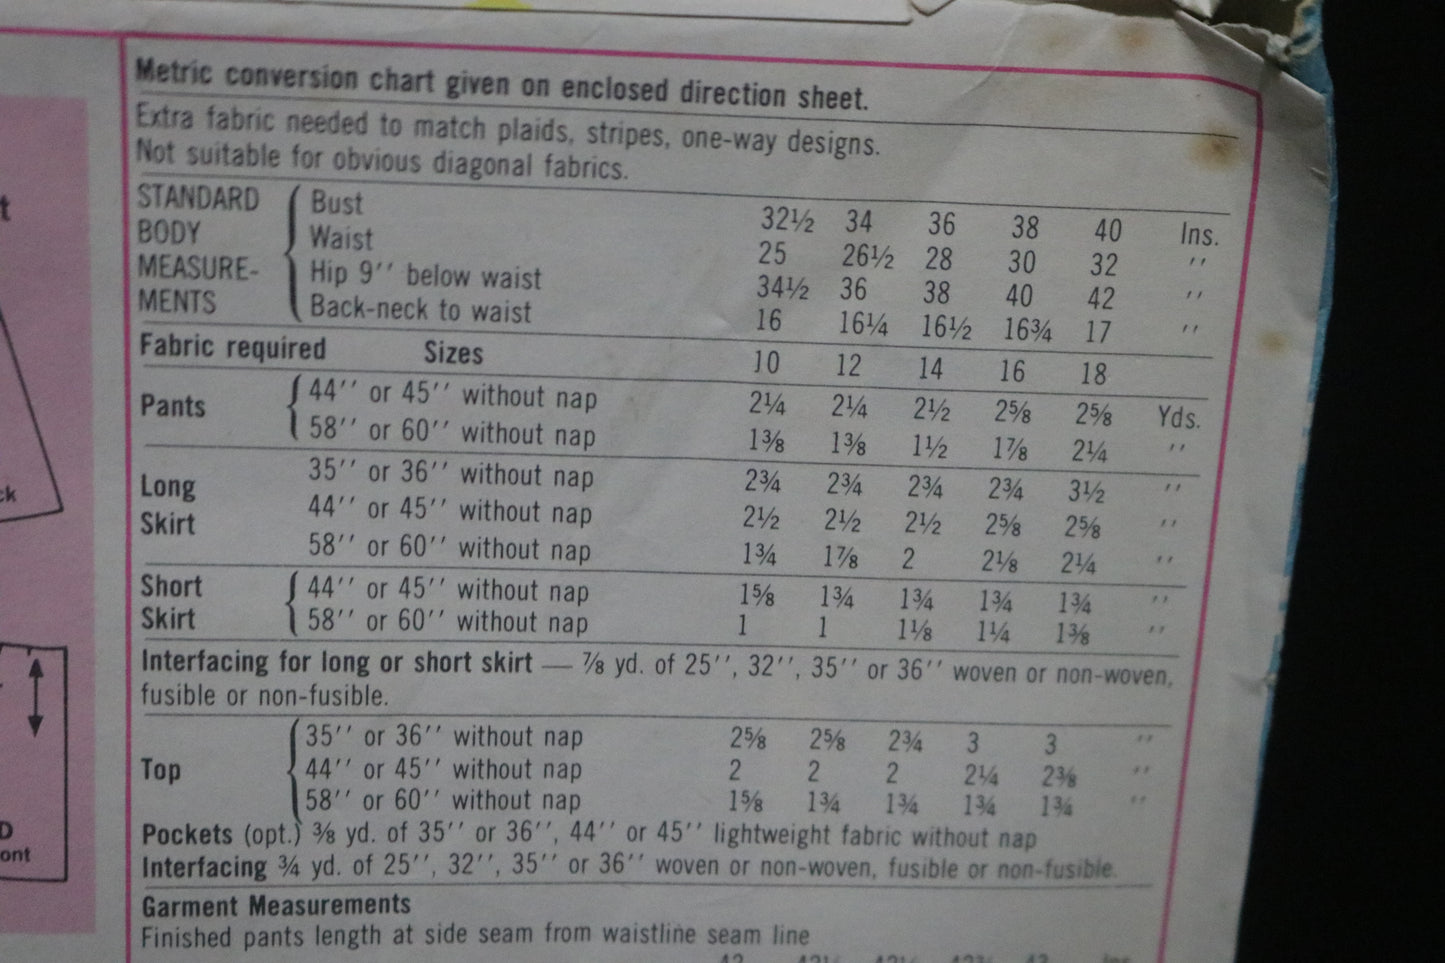 Metric conversion chart given on enclosed direction sheet.
Extra fabric needed to match plaids, stripes, one-way designs.
Not suitable for obvious diagonal fabrics.
STANDARD BODY MEASURE-MENTS
Bust 32½ 34 36 38 40 Ins.
Waist 25 26½ 28 30 32 ''
Hip 9'' below waist 34½ 36 38 40 42 ''
Back-neck to waist 16 16¼ 16½ 16¾ 17 ''
Fabric required Sizes 10 12 14 16 18
Pants
44'' or 45'' without nap 2¼ 2¼ 2½ 2⅝ 2⅝ Yds.
58'' or 60'' without nap 1⅜ 1⅜ 1½ 1⅞ 2¼ ''
Long Skirt
35'' or 36'' without nap 2¾ 2¾ 2¾ 2¾ 3½ ''
44'' or 45'' without nap 2½ 2½ 2½ 2⅝ 2⅝ ''
58'' or 60'' without nap 1¾ 1⅞ 2 2⅛ 2¼ ''
Short Skirt
44'' or 45'' without nap 1⅝ 1¾ 1¾ 1¾ 1¾ ''
58'' or 60'' without nap 1 1 1⅛ 1¼ 1⅜ ''
Interfacing for long or short skirt — ⅞ yd. of 25'', 32'', 35'' or 36'' woven or non-woven,
fusible or non-fusible.
Top
35'' or 36'' without nap 2⅝ 2⅝ 2¾ 3 3 ''
44'' or 45'' without nap 2 2 2 2¼ 2⅜ ''
58'' or 60'' without nap 1⅝ 1¾ 1¾ 1¾ 1¾ ''
Pockets (opt.) ⅜ yd. of 35'' or 36'', 44'' or 45'' lightweight fabric without nap
Interfacing ¾ yd. of 25'', 32'', 35'' or 36'' woven or non-woven, fusible or non-fusible.
Garment Measurements
Finished pants length at side seam from waistline seam line
t
ck
D
ont